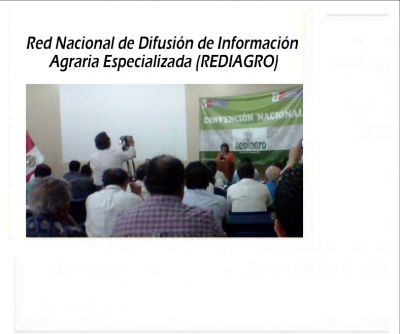 Red Nacional de Difusión de Información
Agraria Especializada (REDIAGRO)
CONVENCIÓN NACIONAL
REDIAGRO